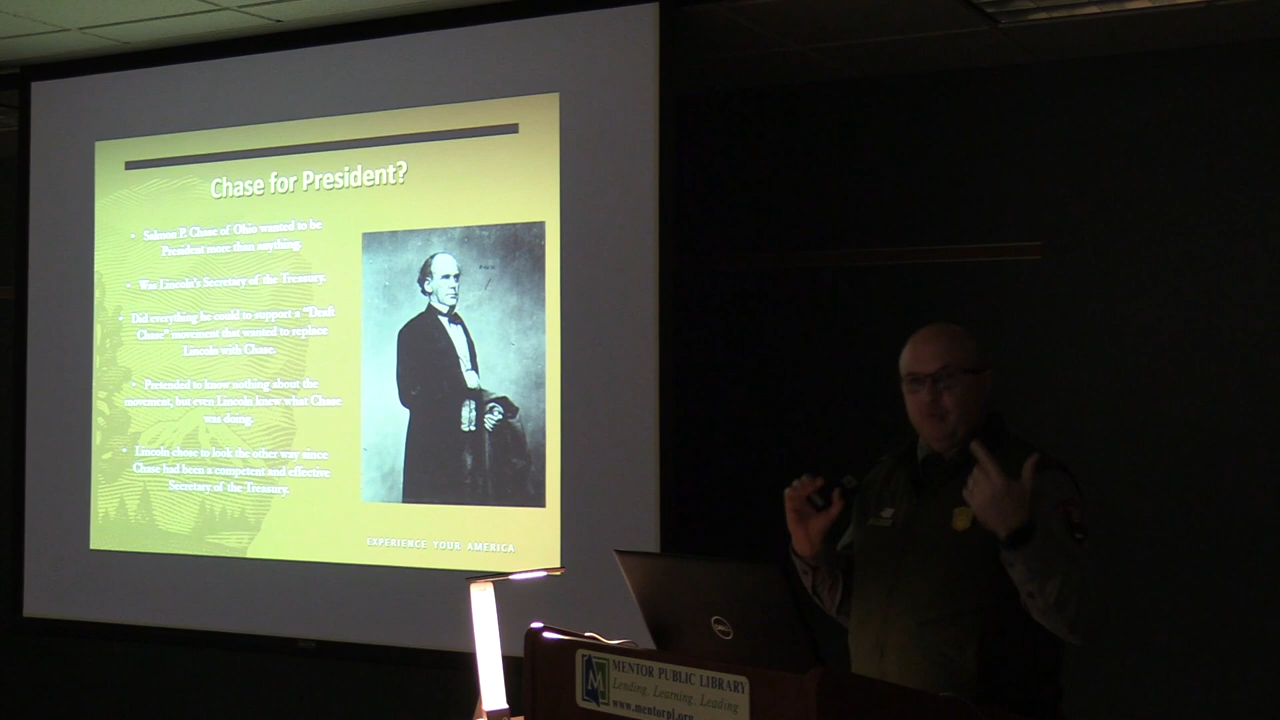 Chase for President?
• Salmon P. Chase of Ohio wanted to be
President more than anything.
• Was Lincoln's Secretary of the Treasury.
• Did everything he could to support a "Draft
Chase" movement that wanted to replace
Lincoln with Chase.
• Pretended to know nothing about the
movement, but even Lincoln knew what Chase
was doing.
• Lincoln chose to look the other way since
Chase had been a competent and effective
Secretary of the Treasury.
EXPERIENCE YOUR AMERICA
DELL
M
MENTOR PUBLIC LIBRARY
Lending, Learning, Leading
www.mentorpl.org